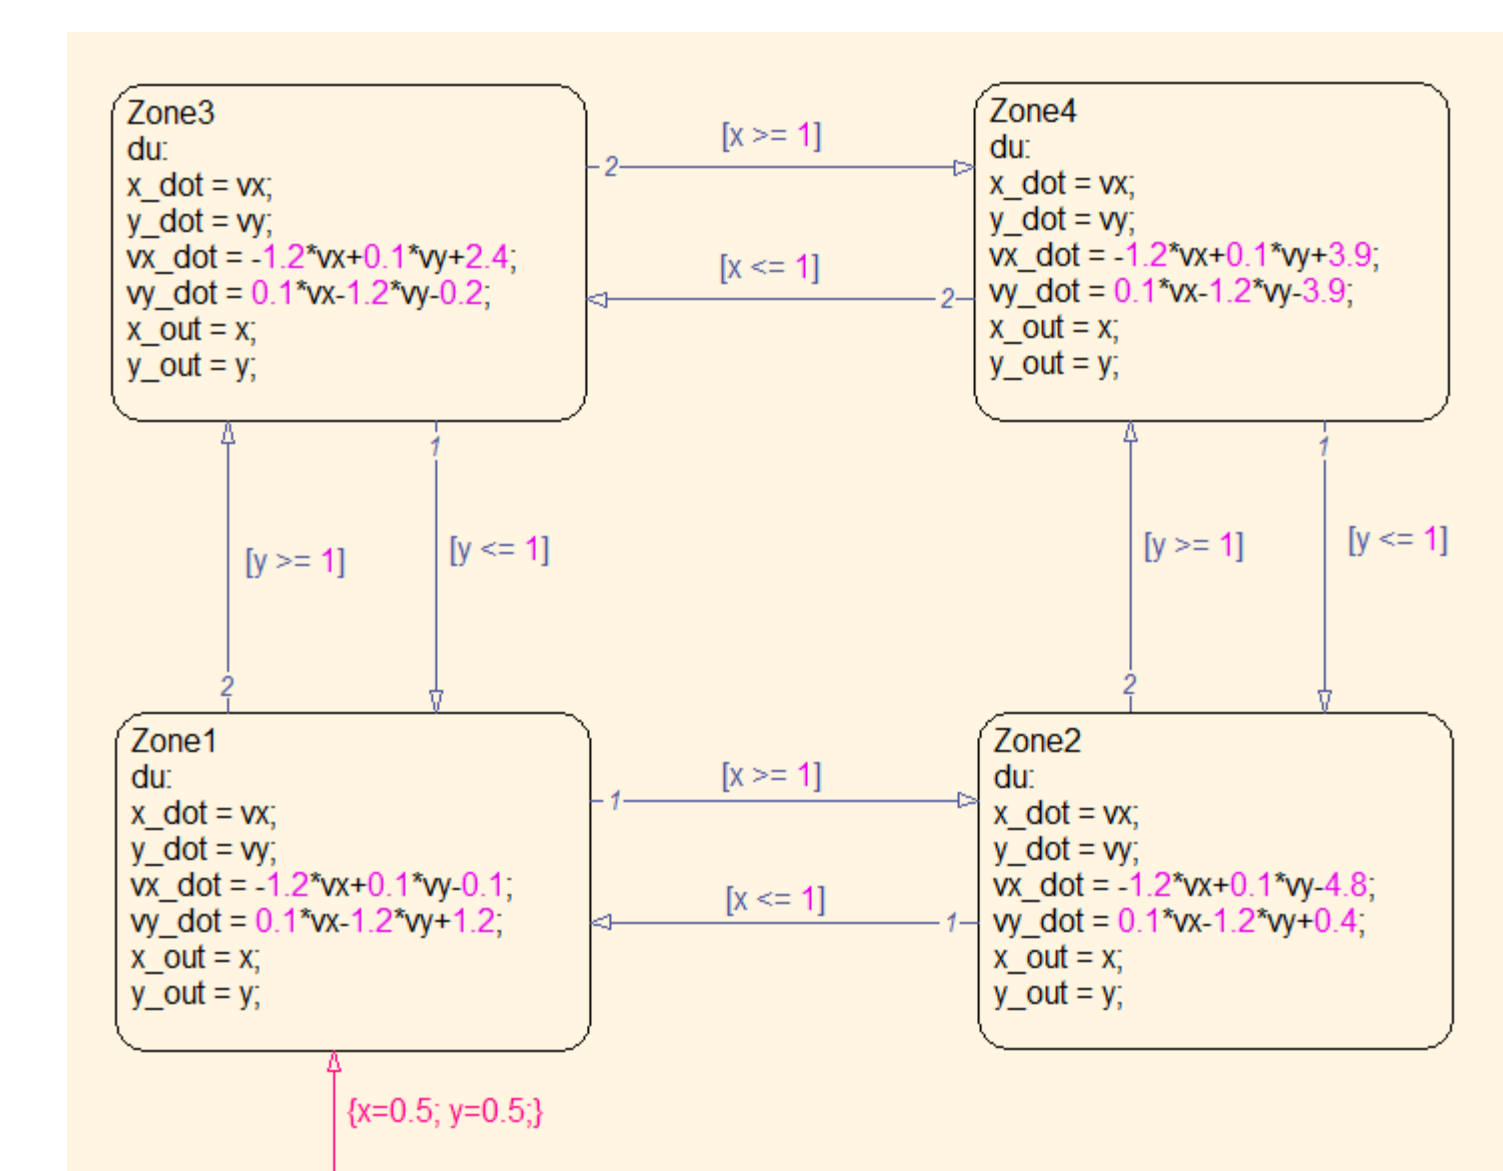 Zone3
du:
x_dot = vx;
y_dot = vy;
vx_dot = -1.2*vx+0.1*vy+2.4;
vy_dot = 0.1*vx-1.2*vy-0.2;
x_out = x;
y_out = y;
[x >= 1]
2
[x <= 1]
2
Zone4
du:
x_dot = vx;
y_dot = vy;
vx_dot = -1.2*vx+0.1*vy+3.9;
vy_dot = 0.1*vx-1.2*vy-3.9;
x_out = x;
y_out = y;
1
[y >= 1]
[y <= 1]
2
1
[y >= 1]
[y <= 1]
2
Zone1
du:
x_dot = vx;
y_dot = vy;
vx_dot = -1.2*vx+0.1*vy-0.1;
vy_dot = 0.1*vx-1.2*vy+1.2;
x_out = x;
y_out = y;
[x >= 1]
1
[x <= 1]
1
Zone2
du:
x_dot = vx;
y_dot = vy;
vx_dot = -1.2*vx+0.1*vy-4.8;
vy_dot = 0.1*vx-1.2*vy+0.4;
x_out = x;
y_out = y;
{x=0.5; y=0.5;}